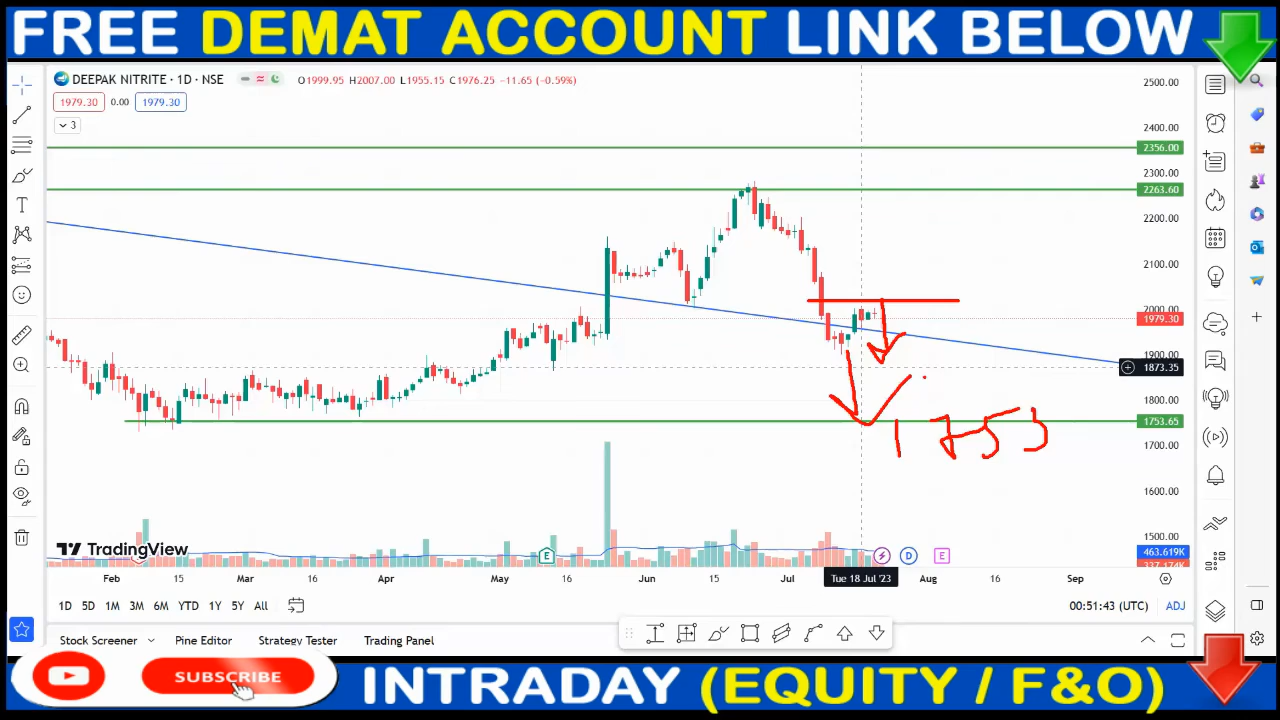 FREE DEMAT ACCOUNT LINK BELOW
DEEPAK NITRITE · 1D · NSE O1999.95 H2007.00 L1955.15 C1976.25 -11.65 (-0.59%)
1979.30 0.00 1979.30
3
2500.00
2400.00
2356.00
2300.00
2263.60
2200.00
2100.00
2000.00
1979.30
1900.00
1873.35
1800.00
1753.65
1753
1700.00
1600.00
1500.00
TradingView
E D E
463.619K
337.174K
Feb 15 Mar 16 Apr May 16 Jun 15 Jul Tue 18 Jul '23 Aug 16 Sep
1D 5D 1M 3M 6M YTD 1Y 5Y All 00:51:43 (UTC) ADJ
Stock Screener Pine Editor Strategy Tester Trading Panel
SUBSCRIBE
INTRADAY (EQUITY / F&O)